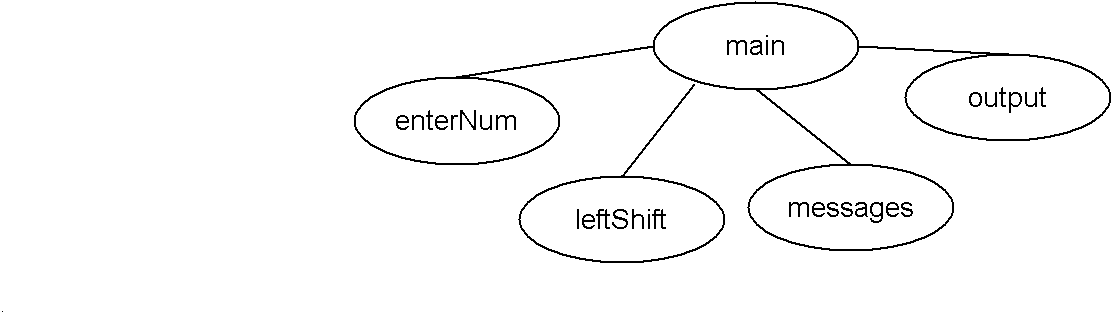 main
output
enterNum
messages
leftShift